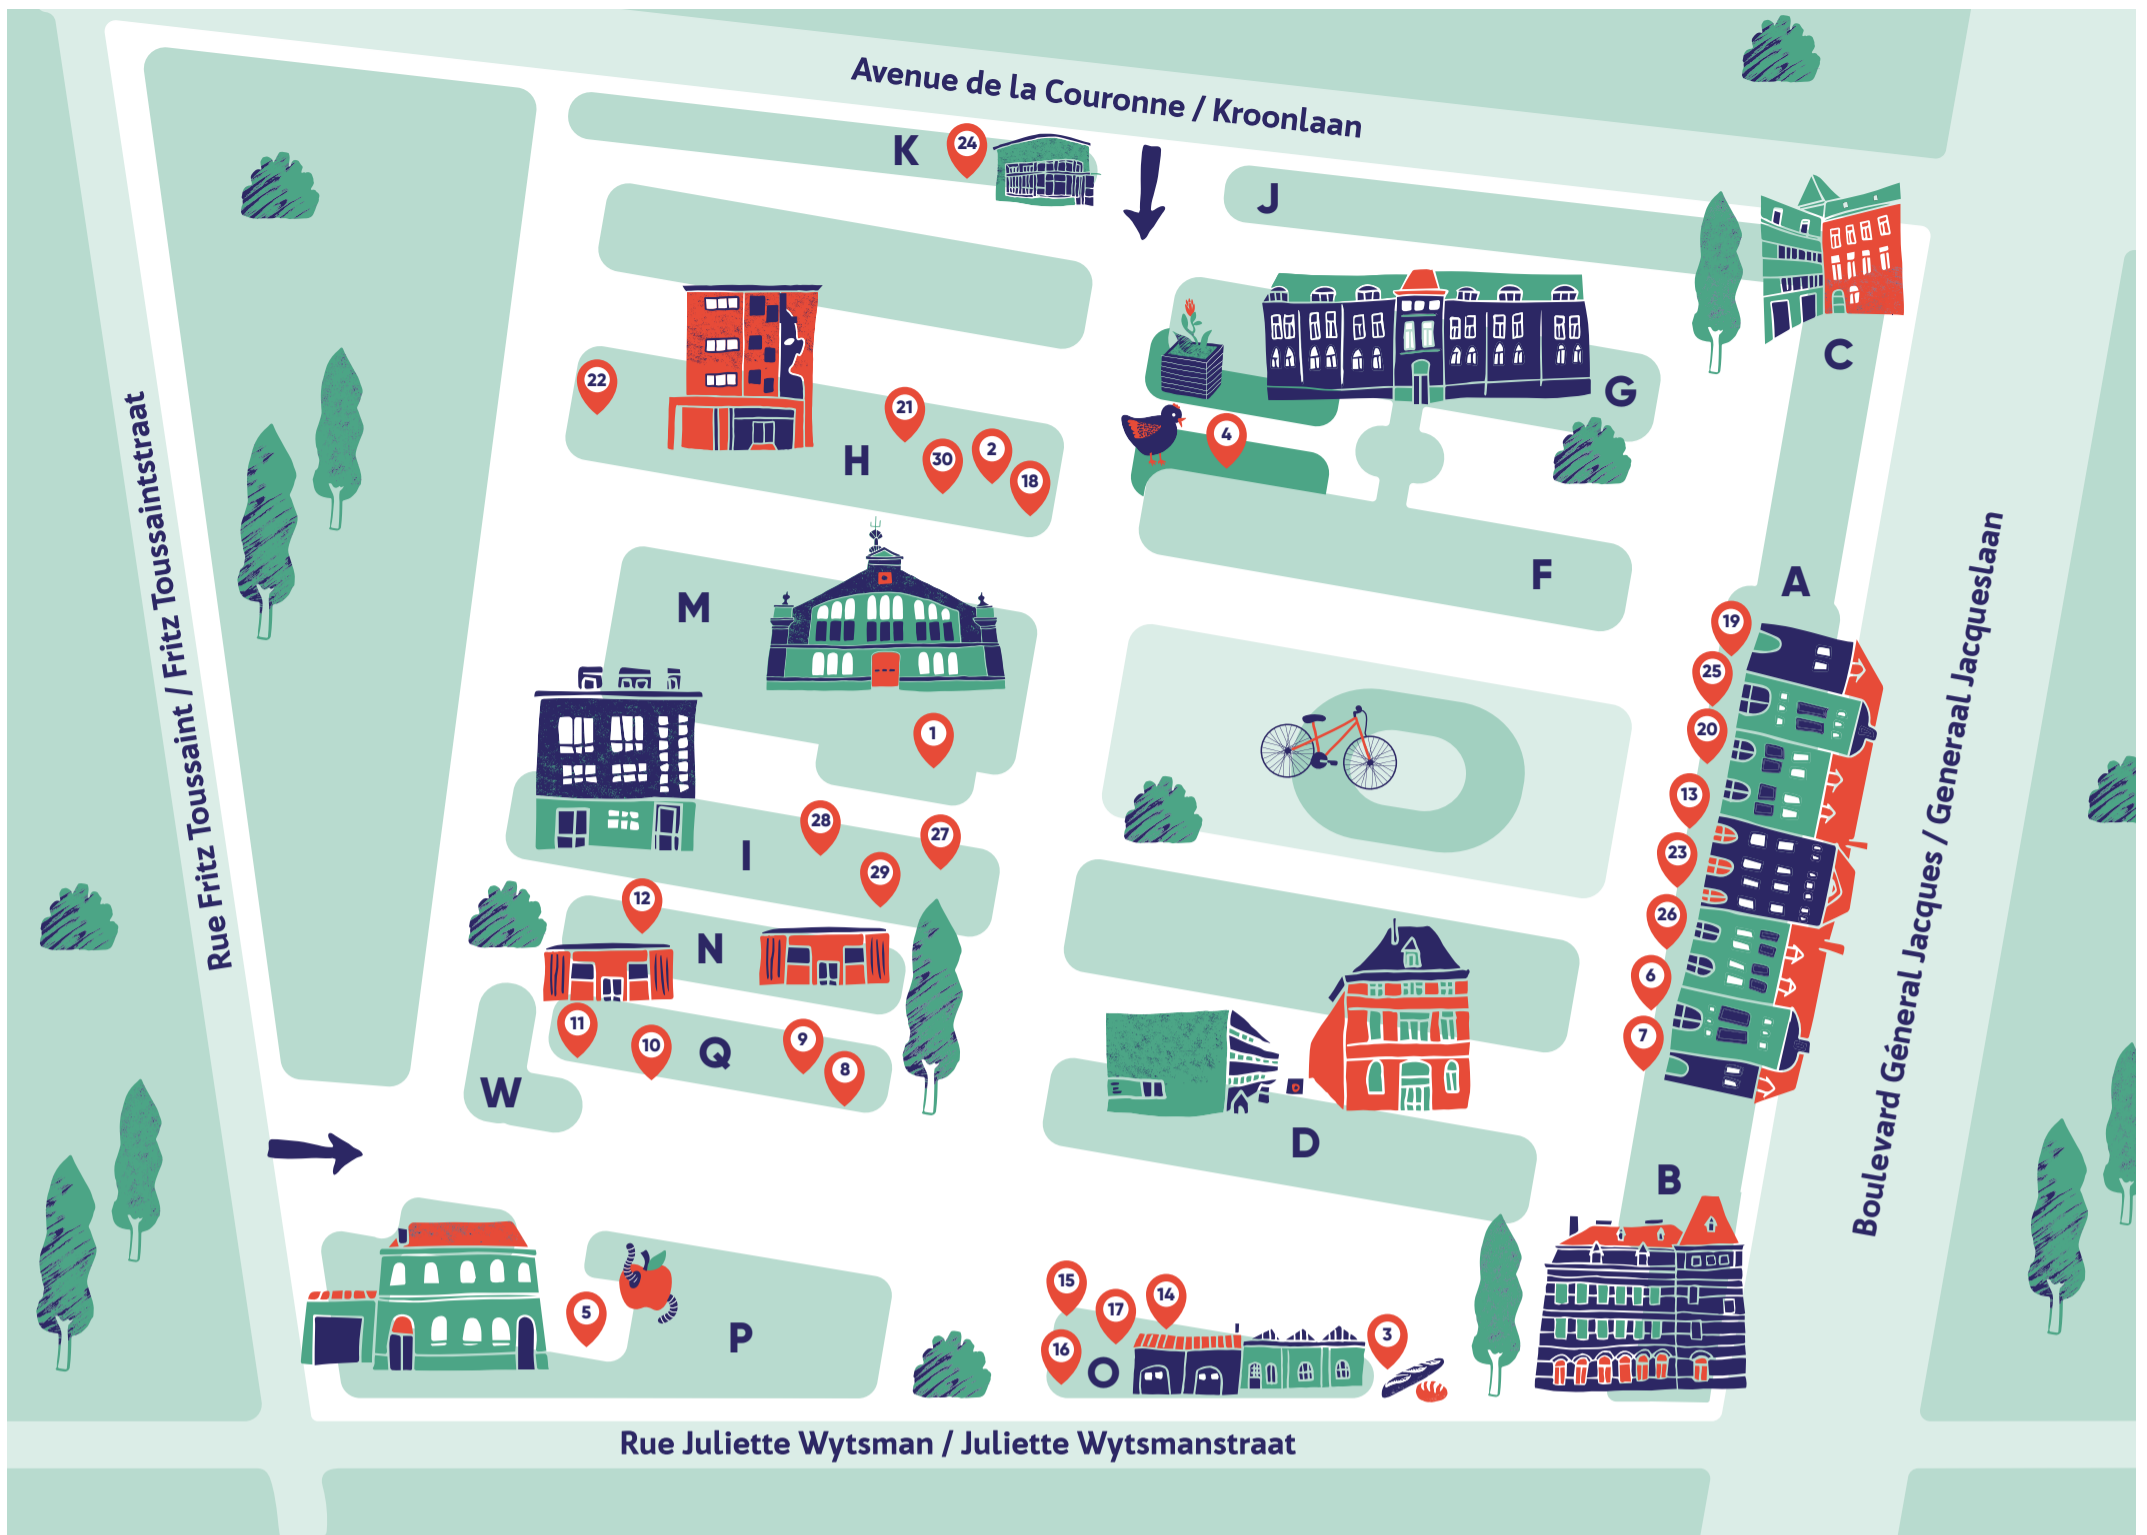 Avenue de la Couronne / Kroonlaan
K
24
J
C
22
21
30
2
18
H
4
G
F
A
M
19
25
20
13
23
26
6
7
1
28
27
29
I
12
N
11
10
Q
9
8
W
D
B
5
P
15
17
14
16
O
3
Rue Fritz Toussaint / Fritz Toussaintstraat
Boulevard Géneral Jacques / Generaal Jacqueslaan
Rue Juliette Wytsman / Juliette Wytsmanstraat